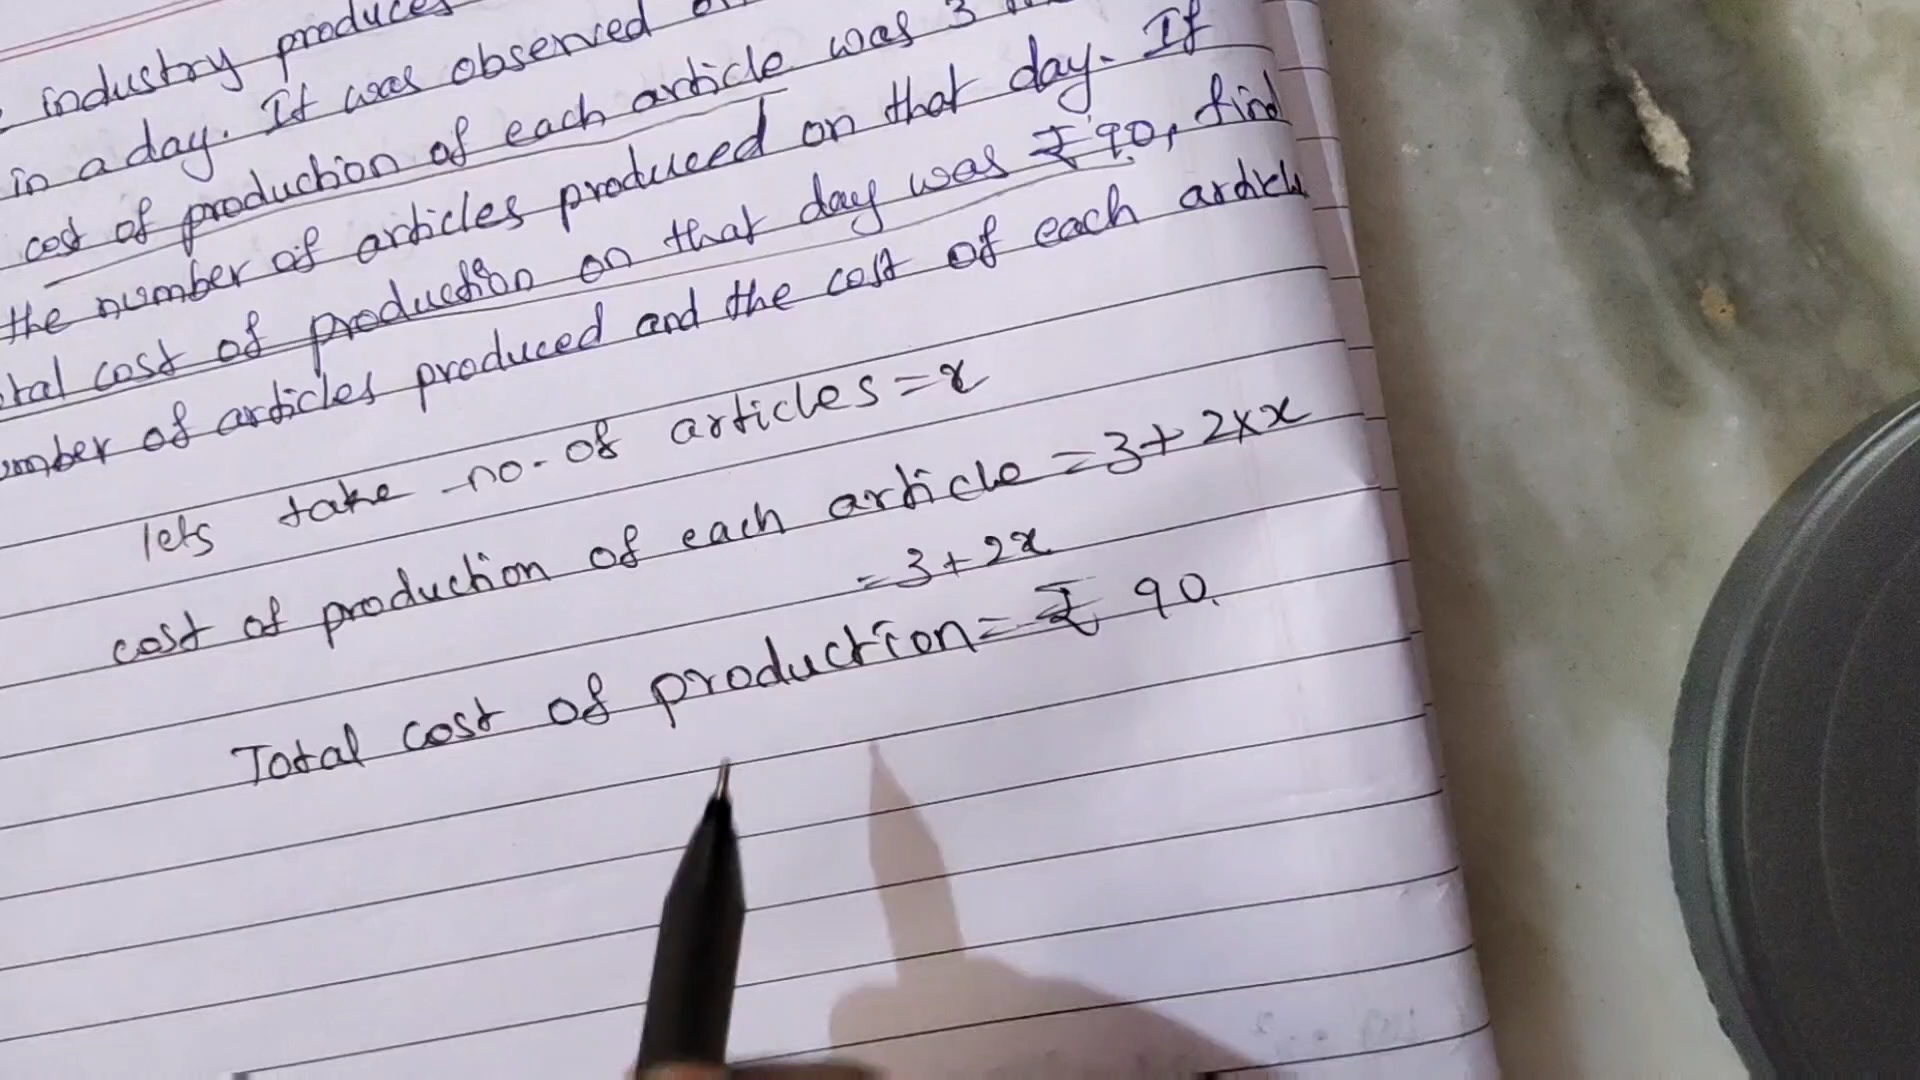 industry produces
in a day. It was observed
cost of production of each article was 3
the number of articles produced on that day. If
cost of production on that day was ₹ 90, find
of articles produced and the cost of each article
lets take no. of articles = x
cost of production of each article = 3 + 2 x x
= 3 + 2x
Total cost of production = ₹ 90.